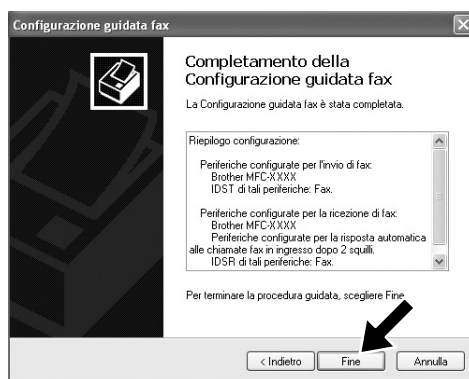 Configurazione guidata fax
Completamento della
Configurazione guidata fax
La Configurazione guidata fax è stata completata.
Riepilogo configurazione:
Periferiche configurate per l'invio di fax:
Brother MFC-XXXX
IDST di tali periferiche: Fax.
Periferiche configurate per la ricezione di fax:
Brother MFC-XXXX
Periferiche configurate per la risposta automatica
alle chiamate fax in ingresso dopo 2 squilli.
IDSR di tali periferiche: Fax.
Per terminare la procedura guidata, scegliere Fine
< Indietro Fine Annulla